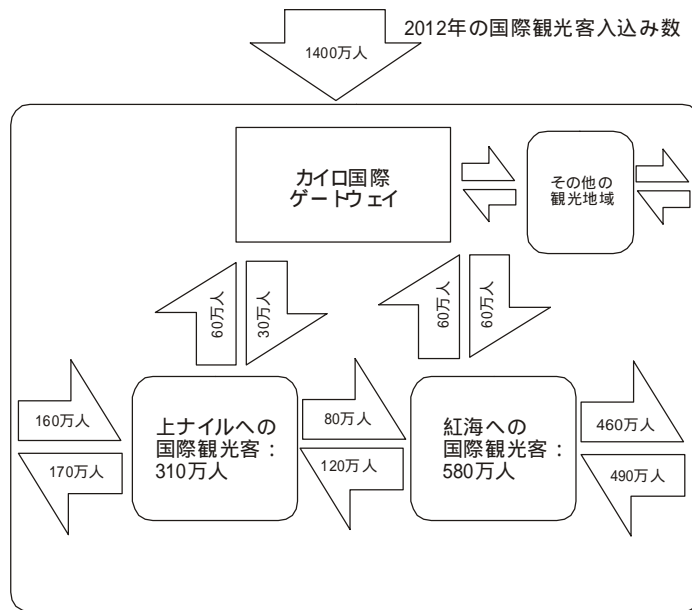 2012年の国際観光客入込み数
1400万人
カイロ国際
ゲートウェイ
その他の
観光地域
60万人
30万人
60万人
60万人
160万人
170万人
上ナイルへの
国際観光客：
310万人
80万人
120万人
紅海への
国際観光客：
580万人
460万人
490万人